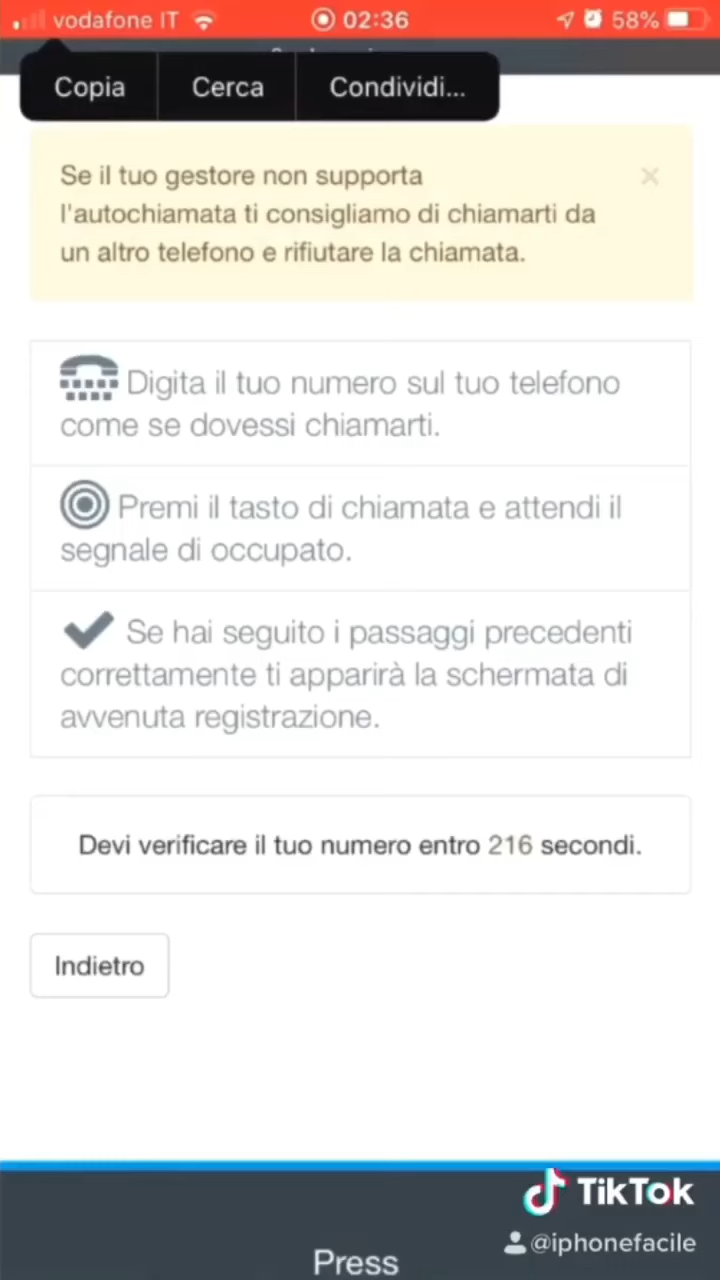 vodafone IT
02:36
58%
Copia
Cerca
Condividi...
Se il tuo gestore non supporta
l'autochiamata ti consigliamo di chiamarti da
un altro telefono e rifiutare la chiamata.
×
Digita il tuo numero sul tuo telefono
come se dovessi chiamarti.
Premi il tasto di chiamata e attendi il
segnale di occupato.
Se hai seguito i passaggi precedenti
correttamente ti apparirà la schermata di
avvenuta registrazione.
Devi verificare il tuo numero entro 216 secondi.
Indietro
TikTok
@iphonefacile
Press